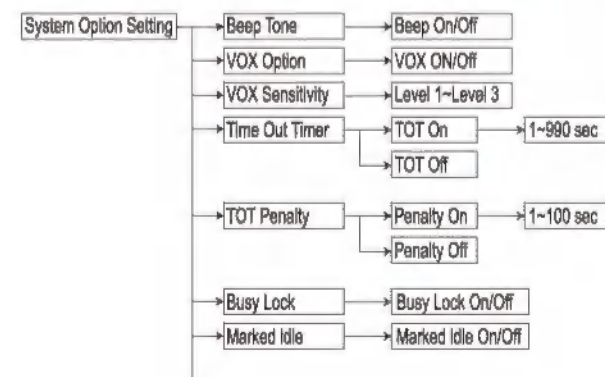 System Option Setting Beep Tone Beep On/Off
VOX Option VOX ON/Off
VOX Sensitivity Level 1~Level 3
Time Out Timer TOT On 1~990 sec
TOT Off
TOT Penalty Penalty On 1~100 sec
Penalty Off
Busy Lock Busy Lock On/Off
Marked Idle Marked Idle On/Off